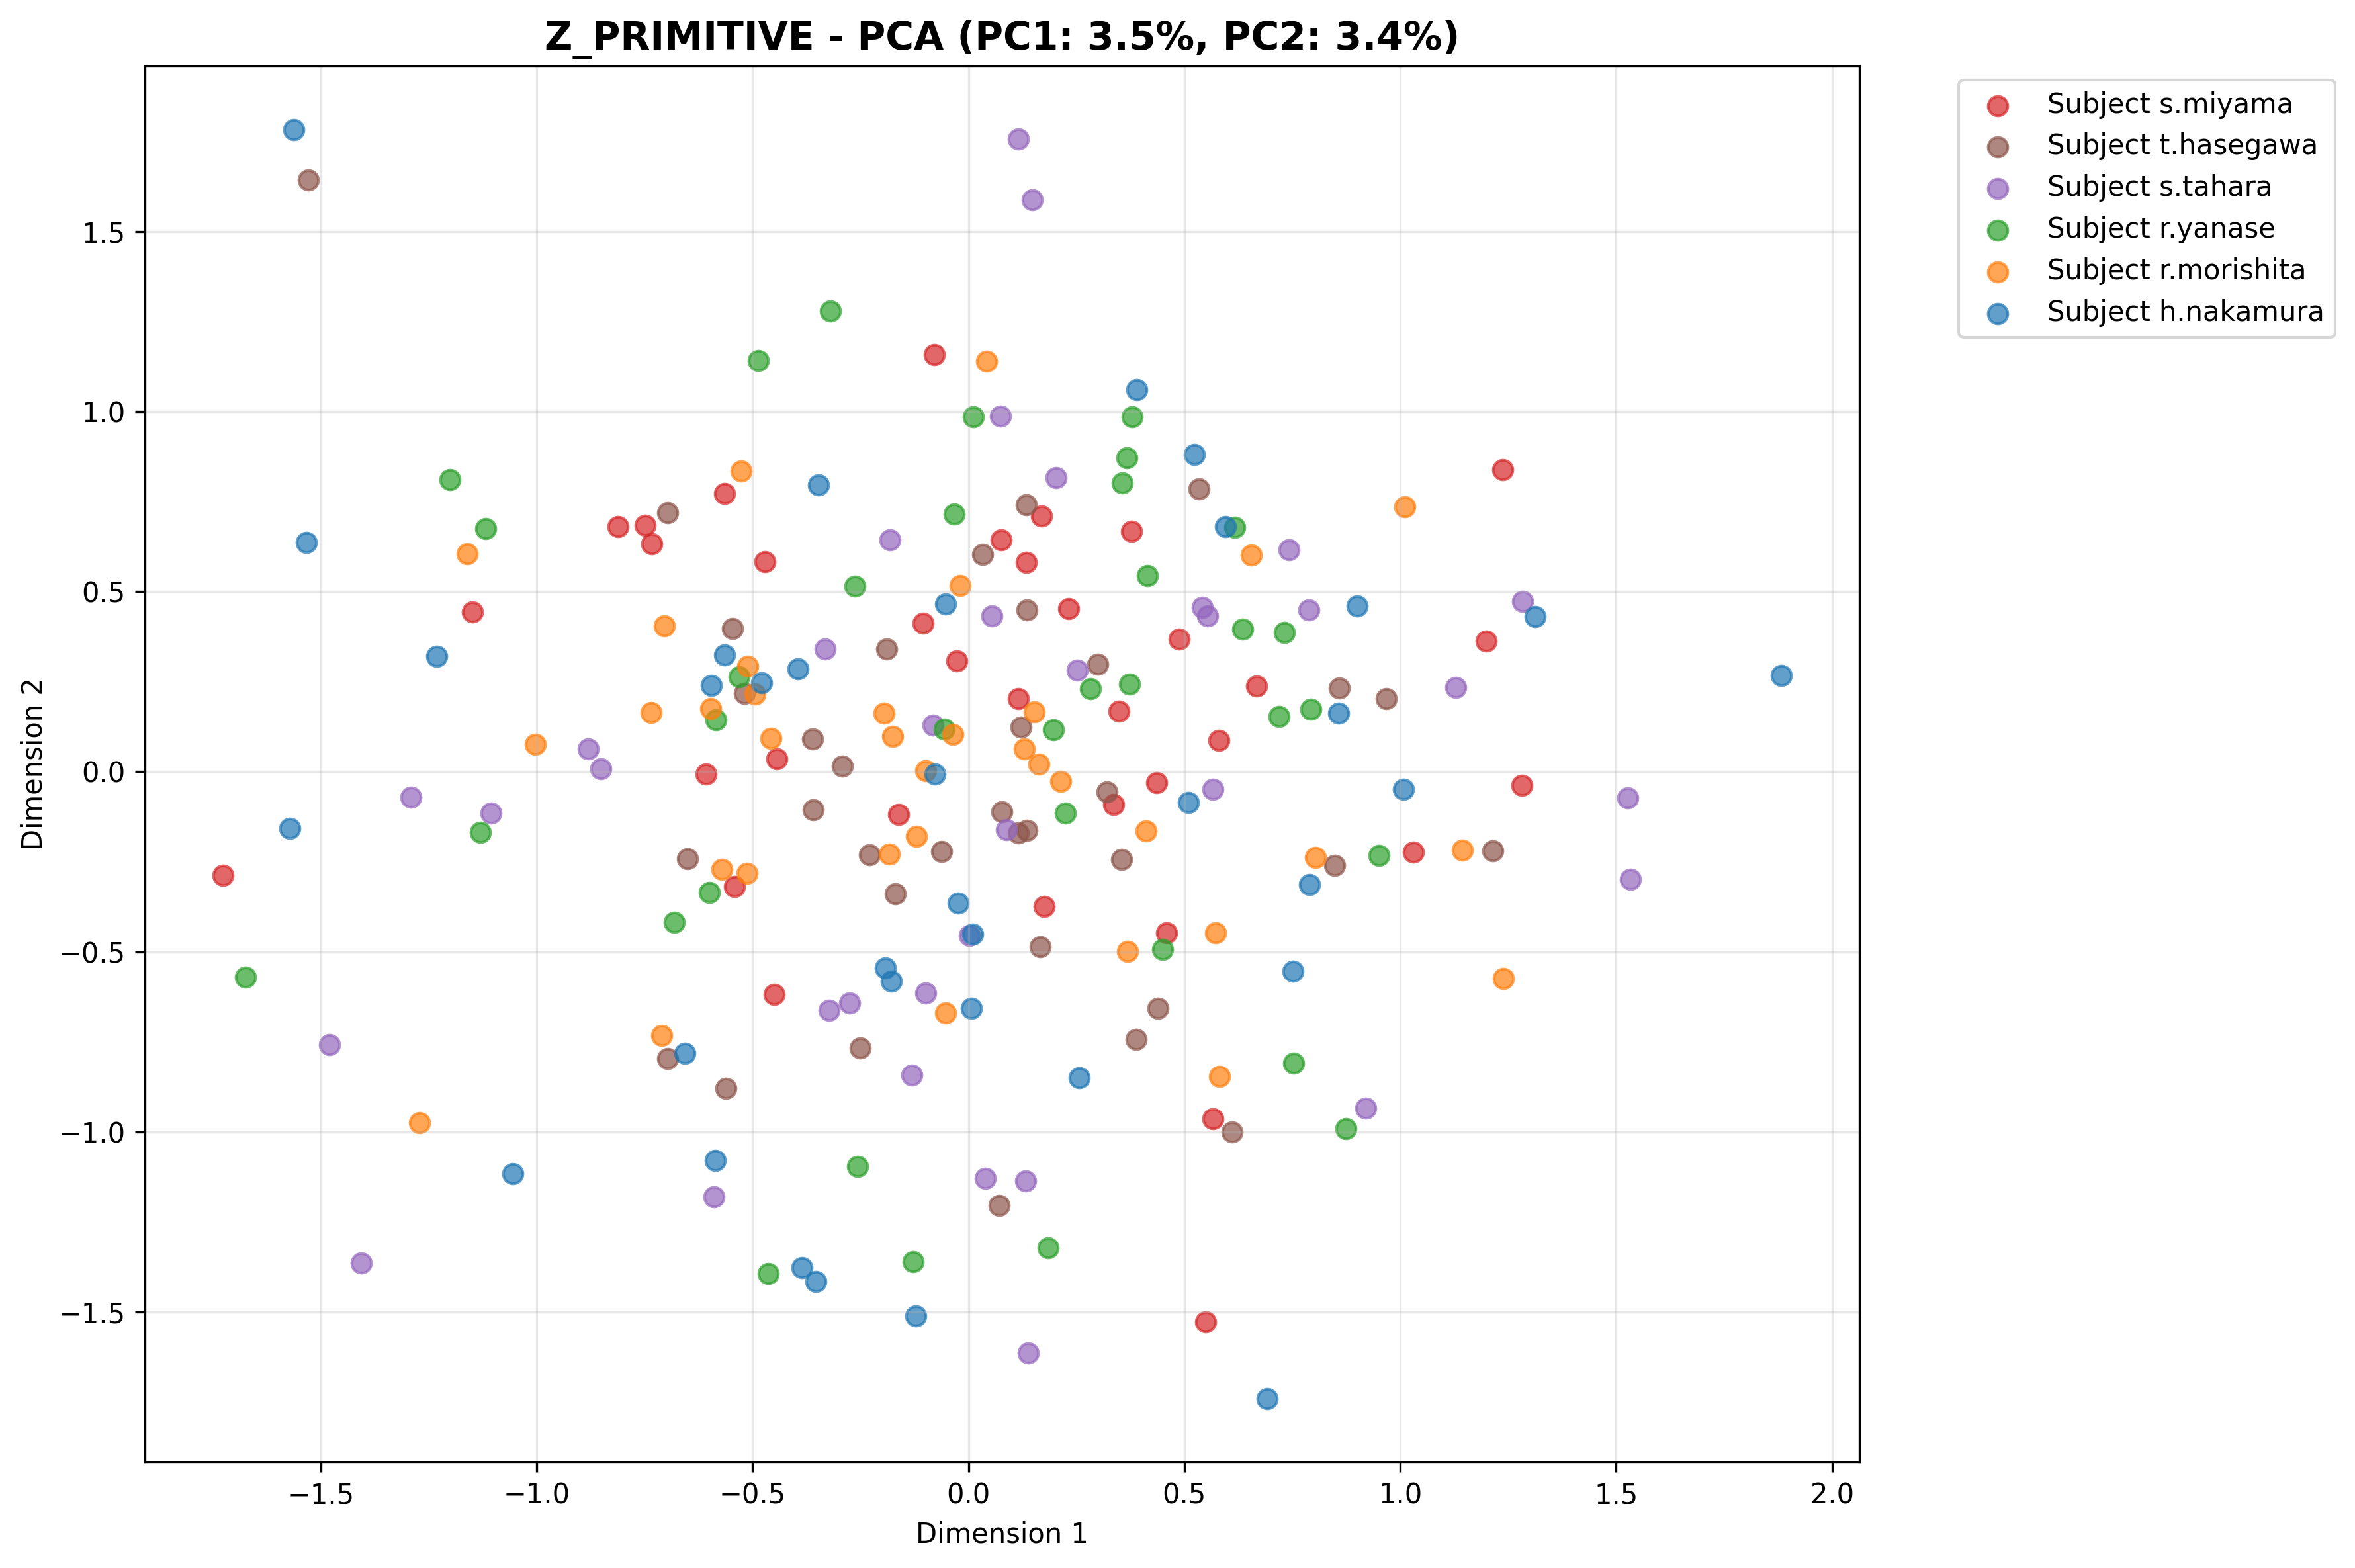 Z_PRIMITIVE - PCA (PC1: 3.5%, PC2: 3.4%)
Subject s.miyama
Subject t.hasegawa
Subject s.tahara
Subject r.yanase
Subject r.morishita
Subject h.nakamura
Dimension 2
1.5
1.0
0.5
0.0
−0.5
−1.0
−1.5
−1.5 −1.0 −0.5 0.0 0.5 1.0 1.5 2.0
Dimension 1